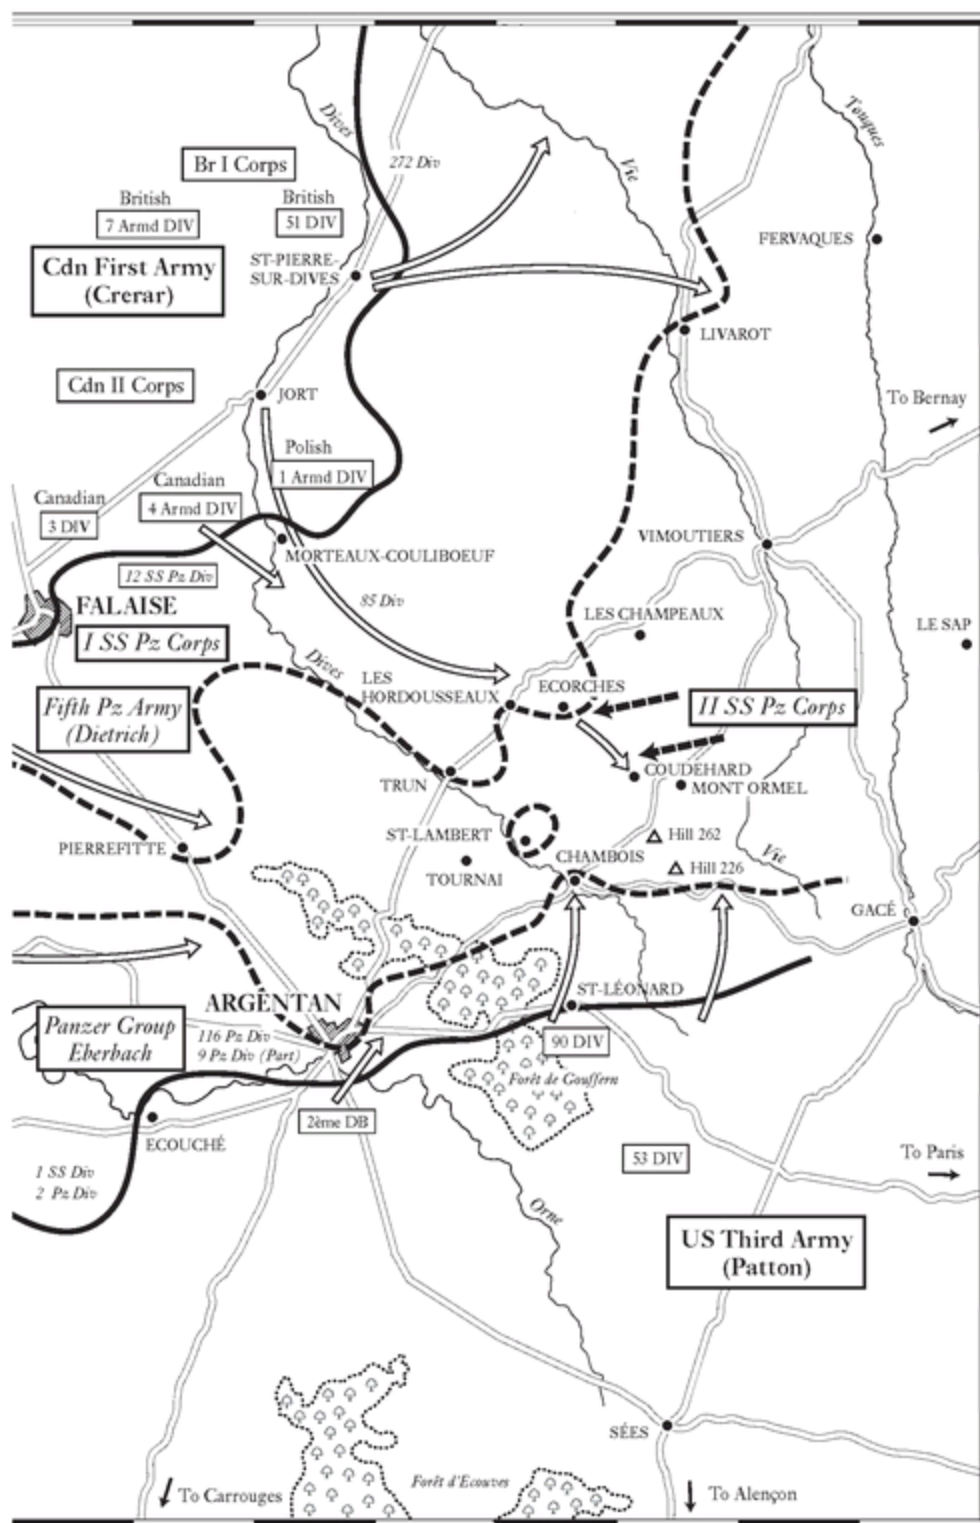 Dives
272 Div
Vie
Touques
Br I Corps
British
7 Armd DIV
British
51 DIV
FERVAQUES
Cdn First Army
(Crerar)
ST-PIERRE-
SUR-DIVES
LIVAROT
Cdn II Corps
JORT
To Bernay
Polish
1 Armd DIV
Canadian
4 Armd DIV
Canadian
3 DIV
VIMOUTIERS
MORTEAUX-COULIBOEUF
12 SS Pz Div
85 Div
FALAISE
LES CHAMPEAUX
LE SAP
I SS Pz Corps
Dives
LES
HORDOUSSEAUX
ECORCHES
Fifth Pz Army
(Dietrich)
II SS Pz Corps
TRUN
COUDEHARD
MONT ORMEL
PIERREFITTE
ST-LAMBERT
Hill 262
TOURNAI
CHAMBOIS
Vie
Hill 226
GACÉ
ARGENTAN
ST-LÉONARD
Panzer Group
Eberbach
116 Pz Div
9 Pz Div (Part)
90 DIV
Forêt de Gouffern
2ème DB
ECOUCHÉ
1 SS Div
2 Pz Div
53 DIV
To Paris
Orne
US Third Army
(Patton)
SÉES
To Carrouges
Forêt d'Ecouves
To Alençon